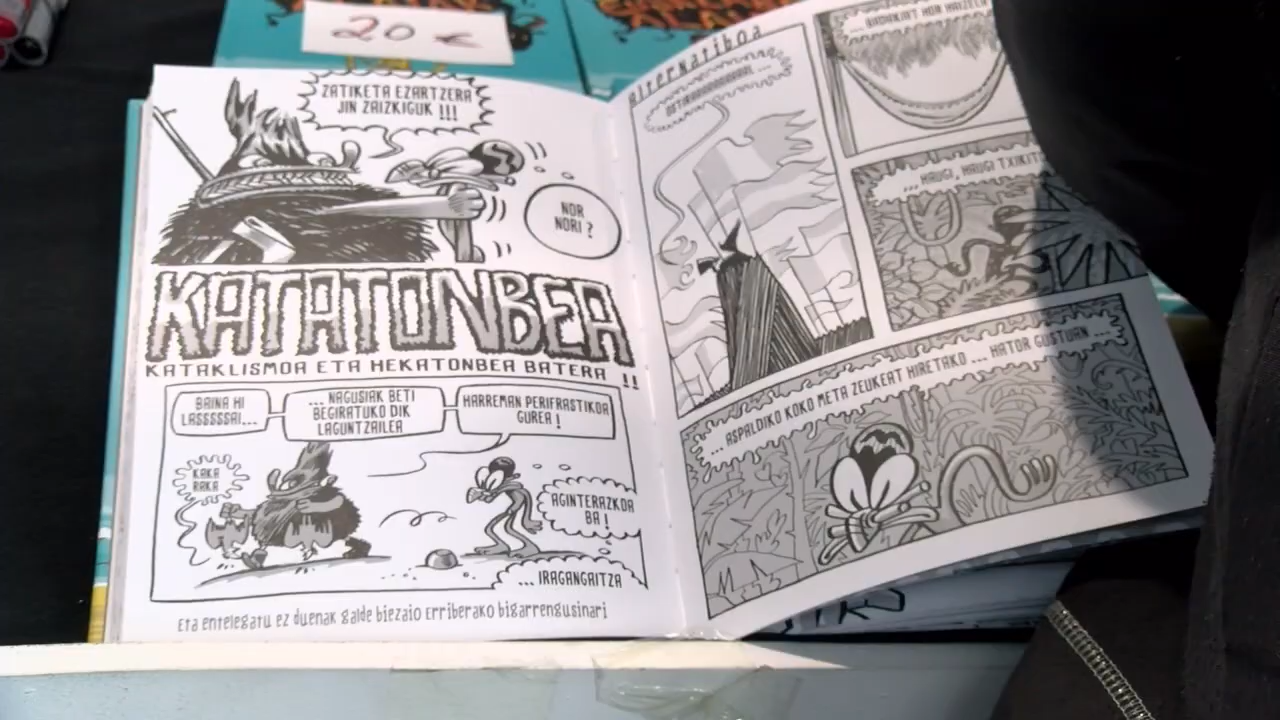 20 €
ZATIKETA EZARTZERA
JIN ZAIZKIGUK !!!
NOR
NORI ?
KATATONBEA
KATAKLISMOA ETA HEKATONBEA BATERA !!
BAINA HI
LASSSSSAI...
... NAGUSIAK BETI
BEGIRATUKO DIK
LAGUNTZAILEA
HARREMAN PERIFRASTIKOA
GUREA !
KAKA
RAKA
AGINTERAZKOA
BA !
... IRAGANGAITZA
Eta entelegatu ez duenak galde biezaio Erriberako bigarrengusinari
alternatiboa
... HAUGI, HAUGI TXIKIT
... ASPALDIKO KOKO META ZEUKEAT HIRETAKO ... HATOR GUSTURN ...